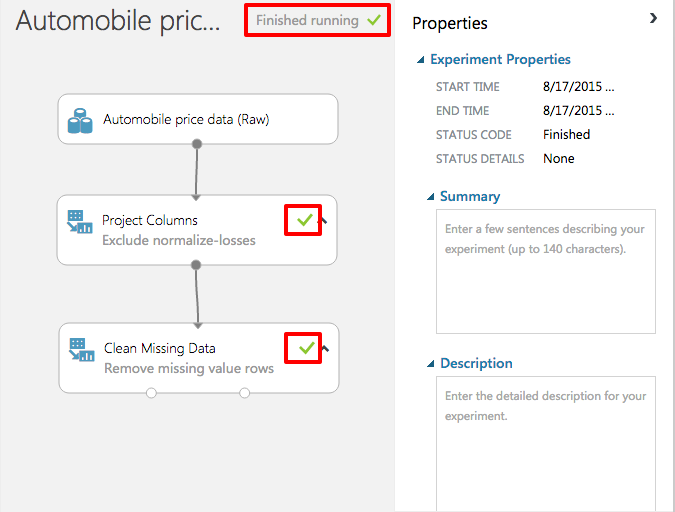 Automobile pric...
Finished running
Automobile price data (Raw)
Project Columns
Exclude normalize-losses
Clean Missing Data
Remove missing value rows
Properties
Experiment Properties
START TIME 8/17/2015 ...
END TIME 8/17/2015 ...
STATUS CODE Finished
STATUS DETAILS None
Summary
Enter a few sentences describing your
experiment (up to 140 characters).
Description
Enter the detailed description for your
experiment.